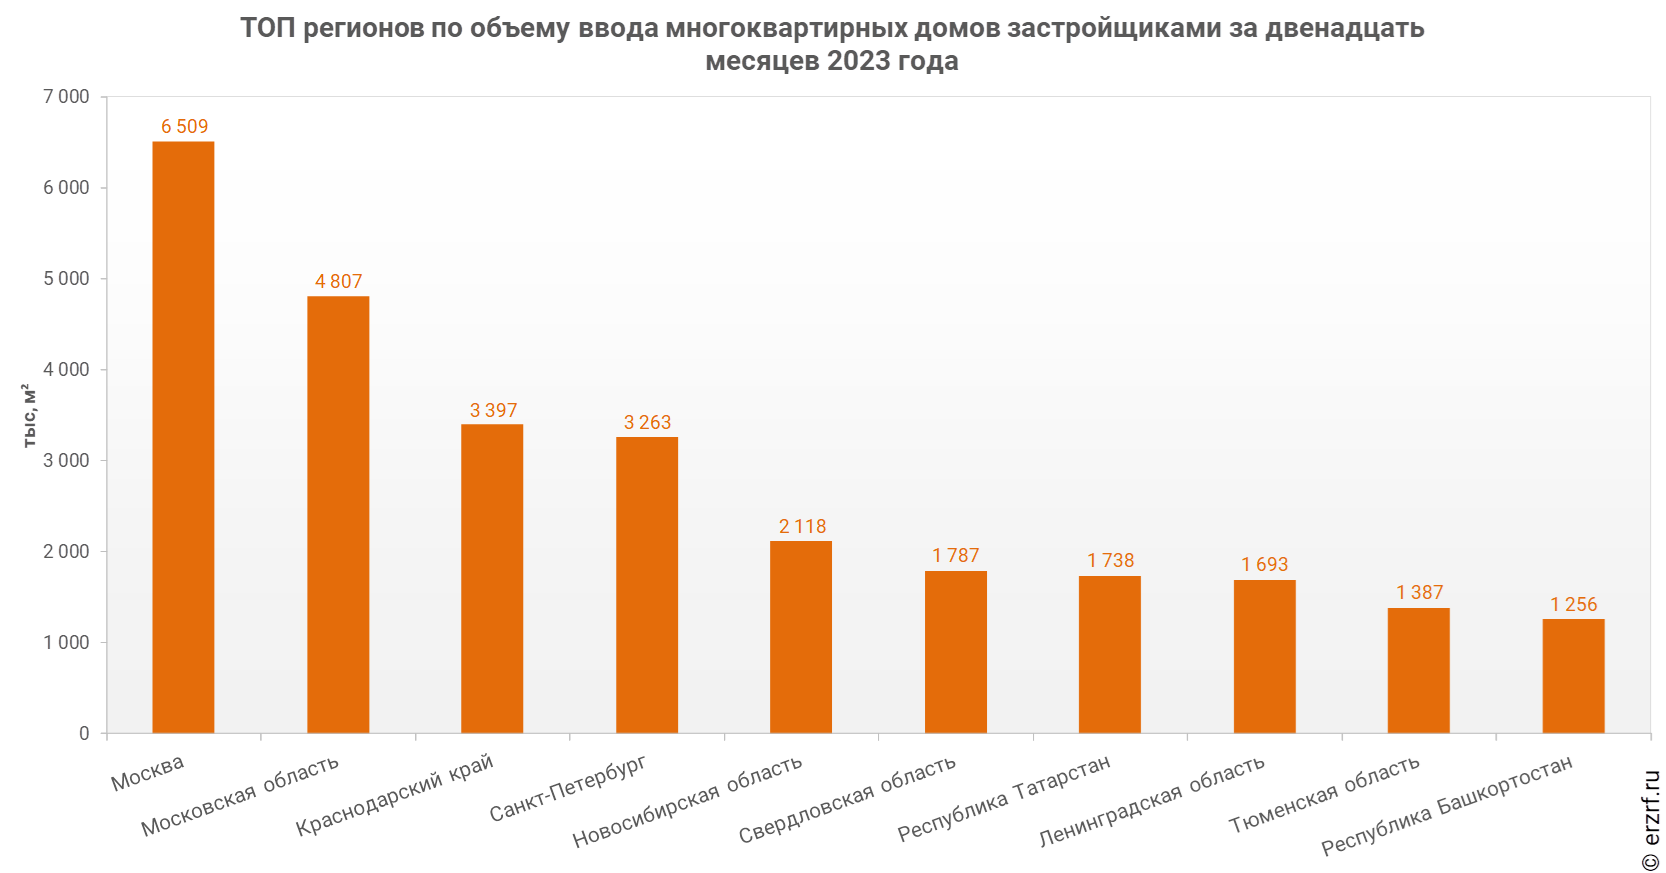 ТОП регионов по объему ввода многоквартирных домов застройщиками за двенадцать
месяцев 2023 года
тыс, м²
7 000
6 000
5 000
4 000
3 000
2 000
1 000
0
6 509
4 807
3 397
3 263
2 118
1 787
1 738
1 693
1 387
1 256
Москва
Московская область
Краснодарский край
Санкт-Петербург
Новосибирская область
Свердловская область
Республика Татарстан
Ленинградская область
Тюменская область
Республика Башкортостан
© erzrf.ru